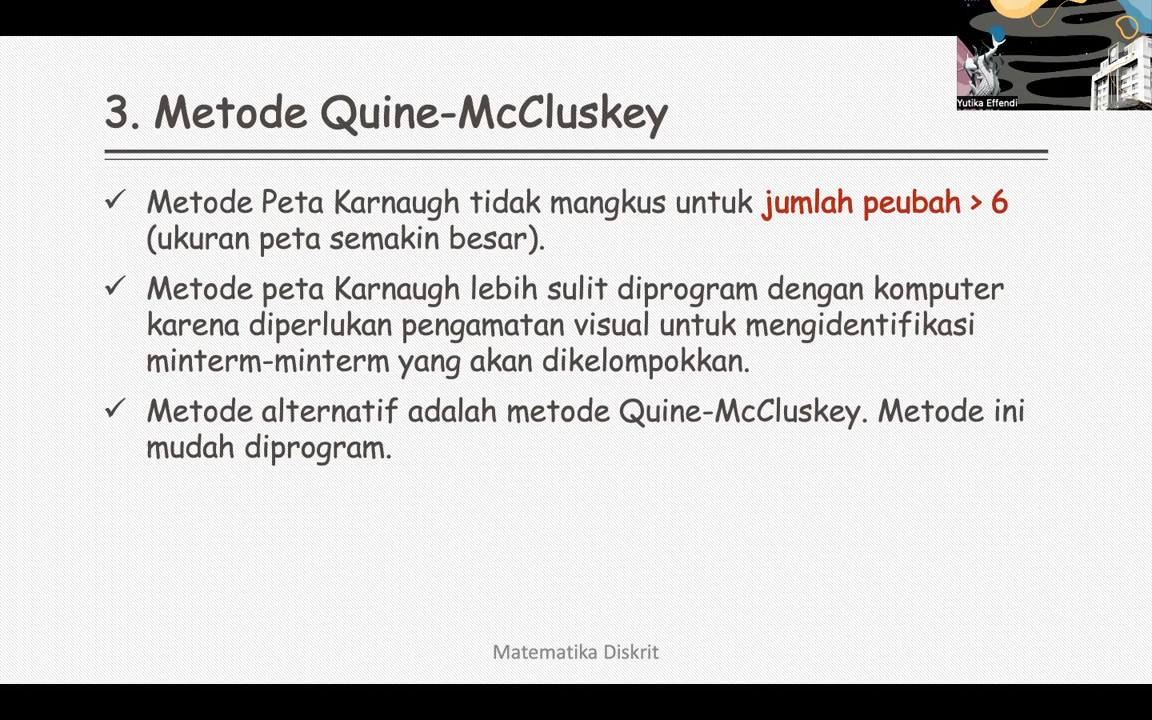 Yutika Effendi
3. Metode Quine-McCluskey
✓ Metode Peta Karnaugh tidak mangkus untuk jumlah peubah > 6
(ukuran peta semakin besar).
✓ Metode peta Karnaugh lebih sulit diprogram dengan komputer
karena diperlukan pengamatan visual untuk mengidentifikasi
minterm-minterm yang akan dikelompokkan.
✓ Metode alternatif adalah metode Quine-McCluskey. Metode ini
mudah diprogram.
Matematika Diskrit